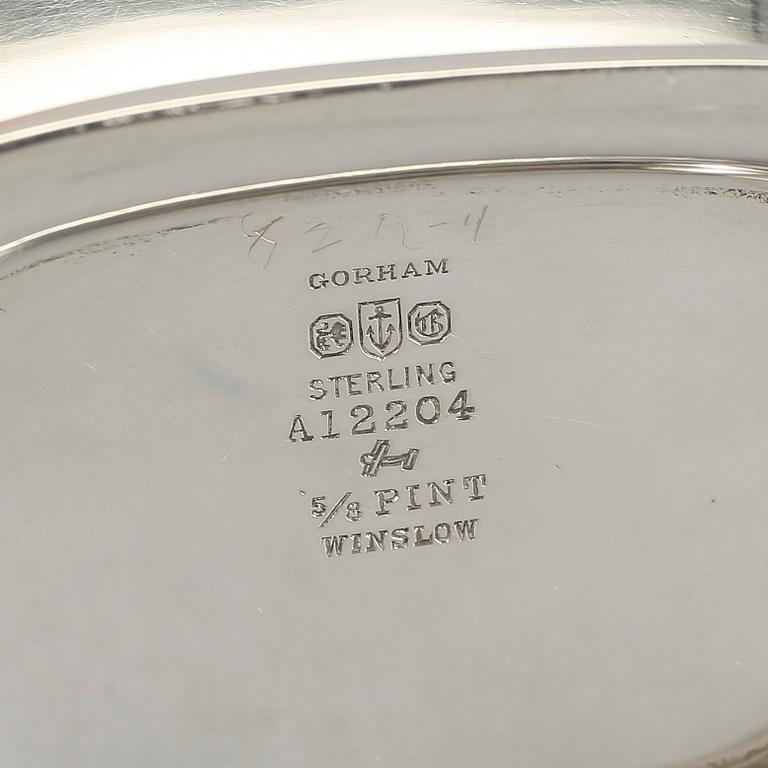 GORHAM
STERLING
A12204
5/8 PINT
WINSLOW